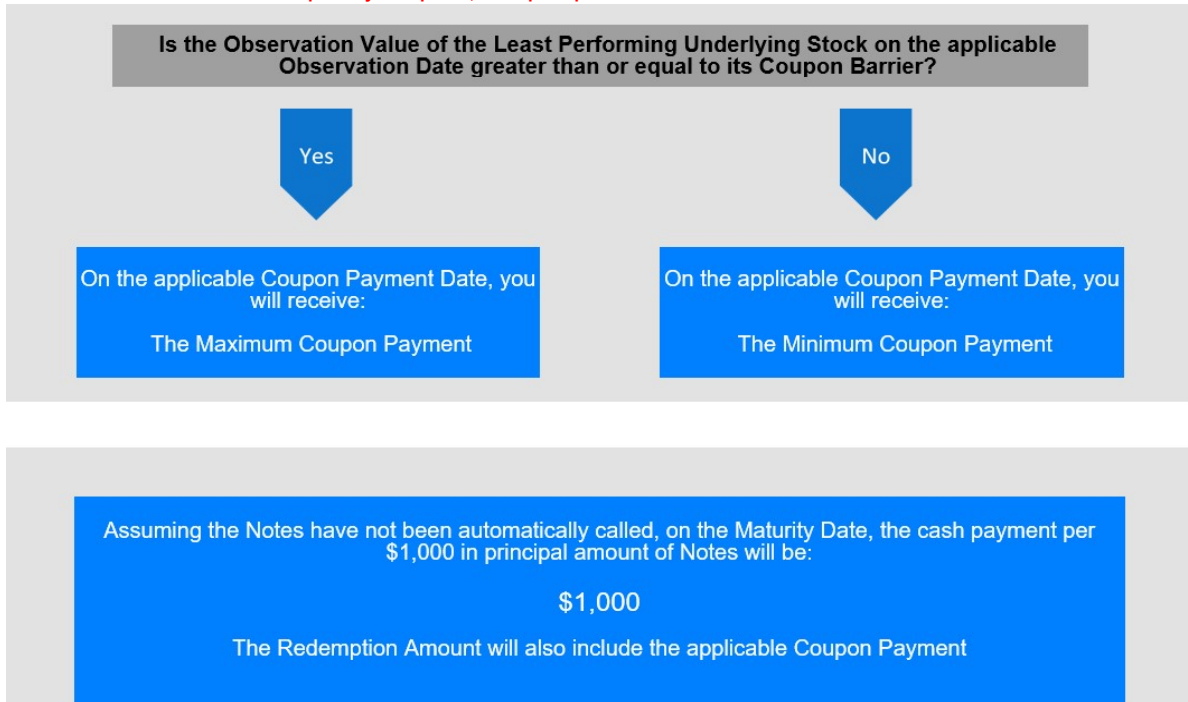 Is the Observation Value of the Least Performing Underlying Stock on the applicable
Observation Date greater than or equal to its Coupon Barrier?
Yes
No
On the applicable Coupon Payment Date, you
will receive:
The Maximum Coupon Payment
On the applicable Coupon Payment Date, you
will receive:
The Minimum Coupon Payment
Assuming the Notes have not been automatically called, on the Maturity Date, the cash payment per
$1,000 in principal amount of Notes will be:
$1,000
The Redemption Amount will also include the applicable Coupon Payment